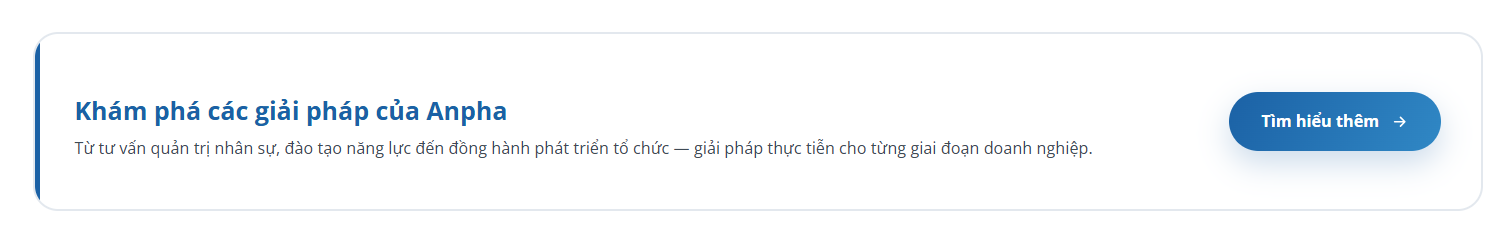 Khám phá các giải pháp của Anpha
Từ tư vấn quản trị nhân sự, đào tạo năng lực đến đồng hành phát triển tổ chức — giải pháp thực tiễn cho từng giai đoạn doanh nghiệp.
Tìm hiểu thêm →